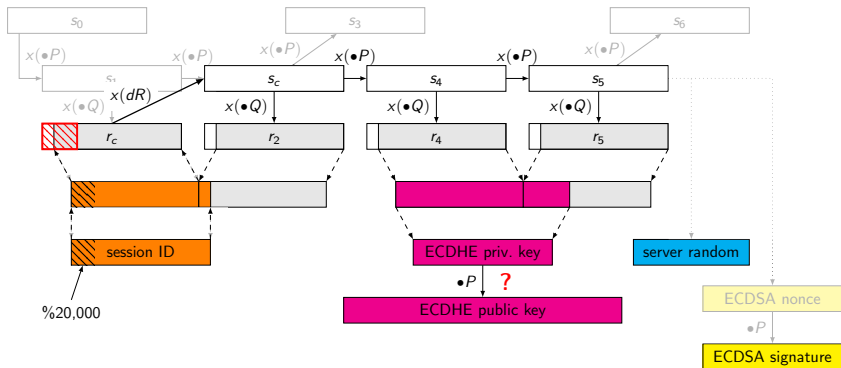 s0
s3
s6
x(•P)
x(•P)
x(•P)
x(•P)
x(•P)
x(•P)
s1
sc
s4
s5
x(dR)
x(•Q)
x(•Q)
x(•Q)
x(•Q)
rc
r2
r4
r5
session ID
ECDHE priv. key
server random
•P
?
ECDSA nonce
%20,000
ECDHE public key
•P
ECDSA signature